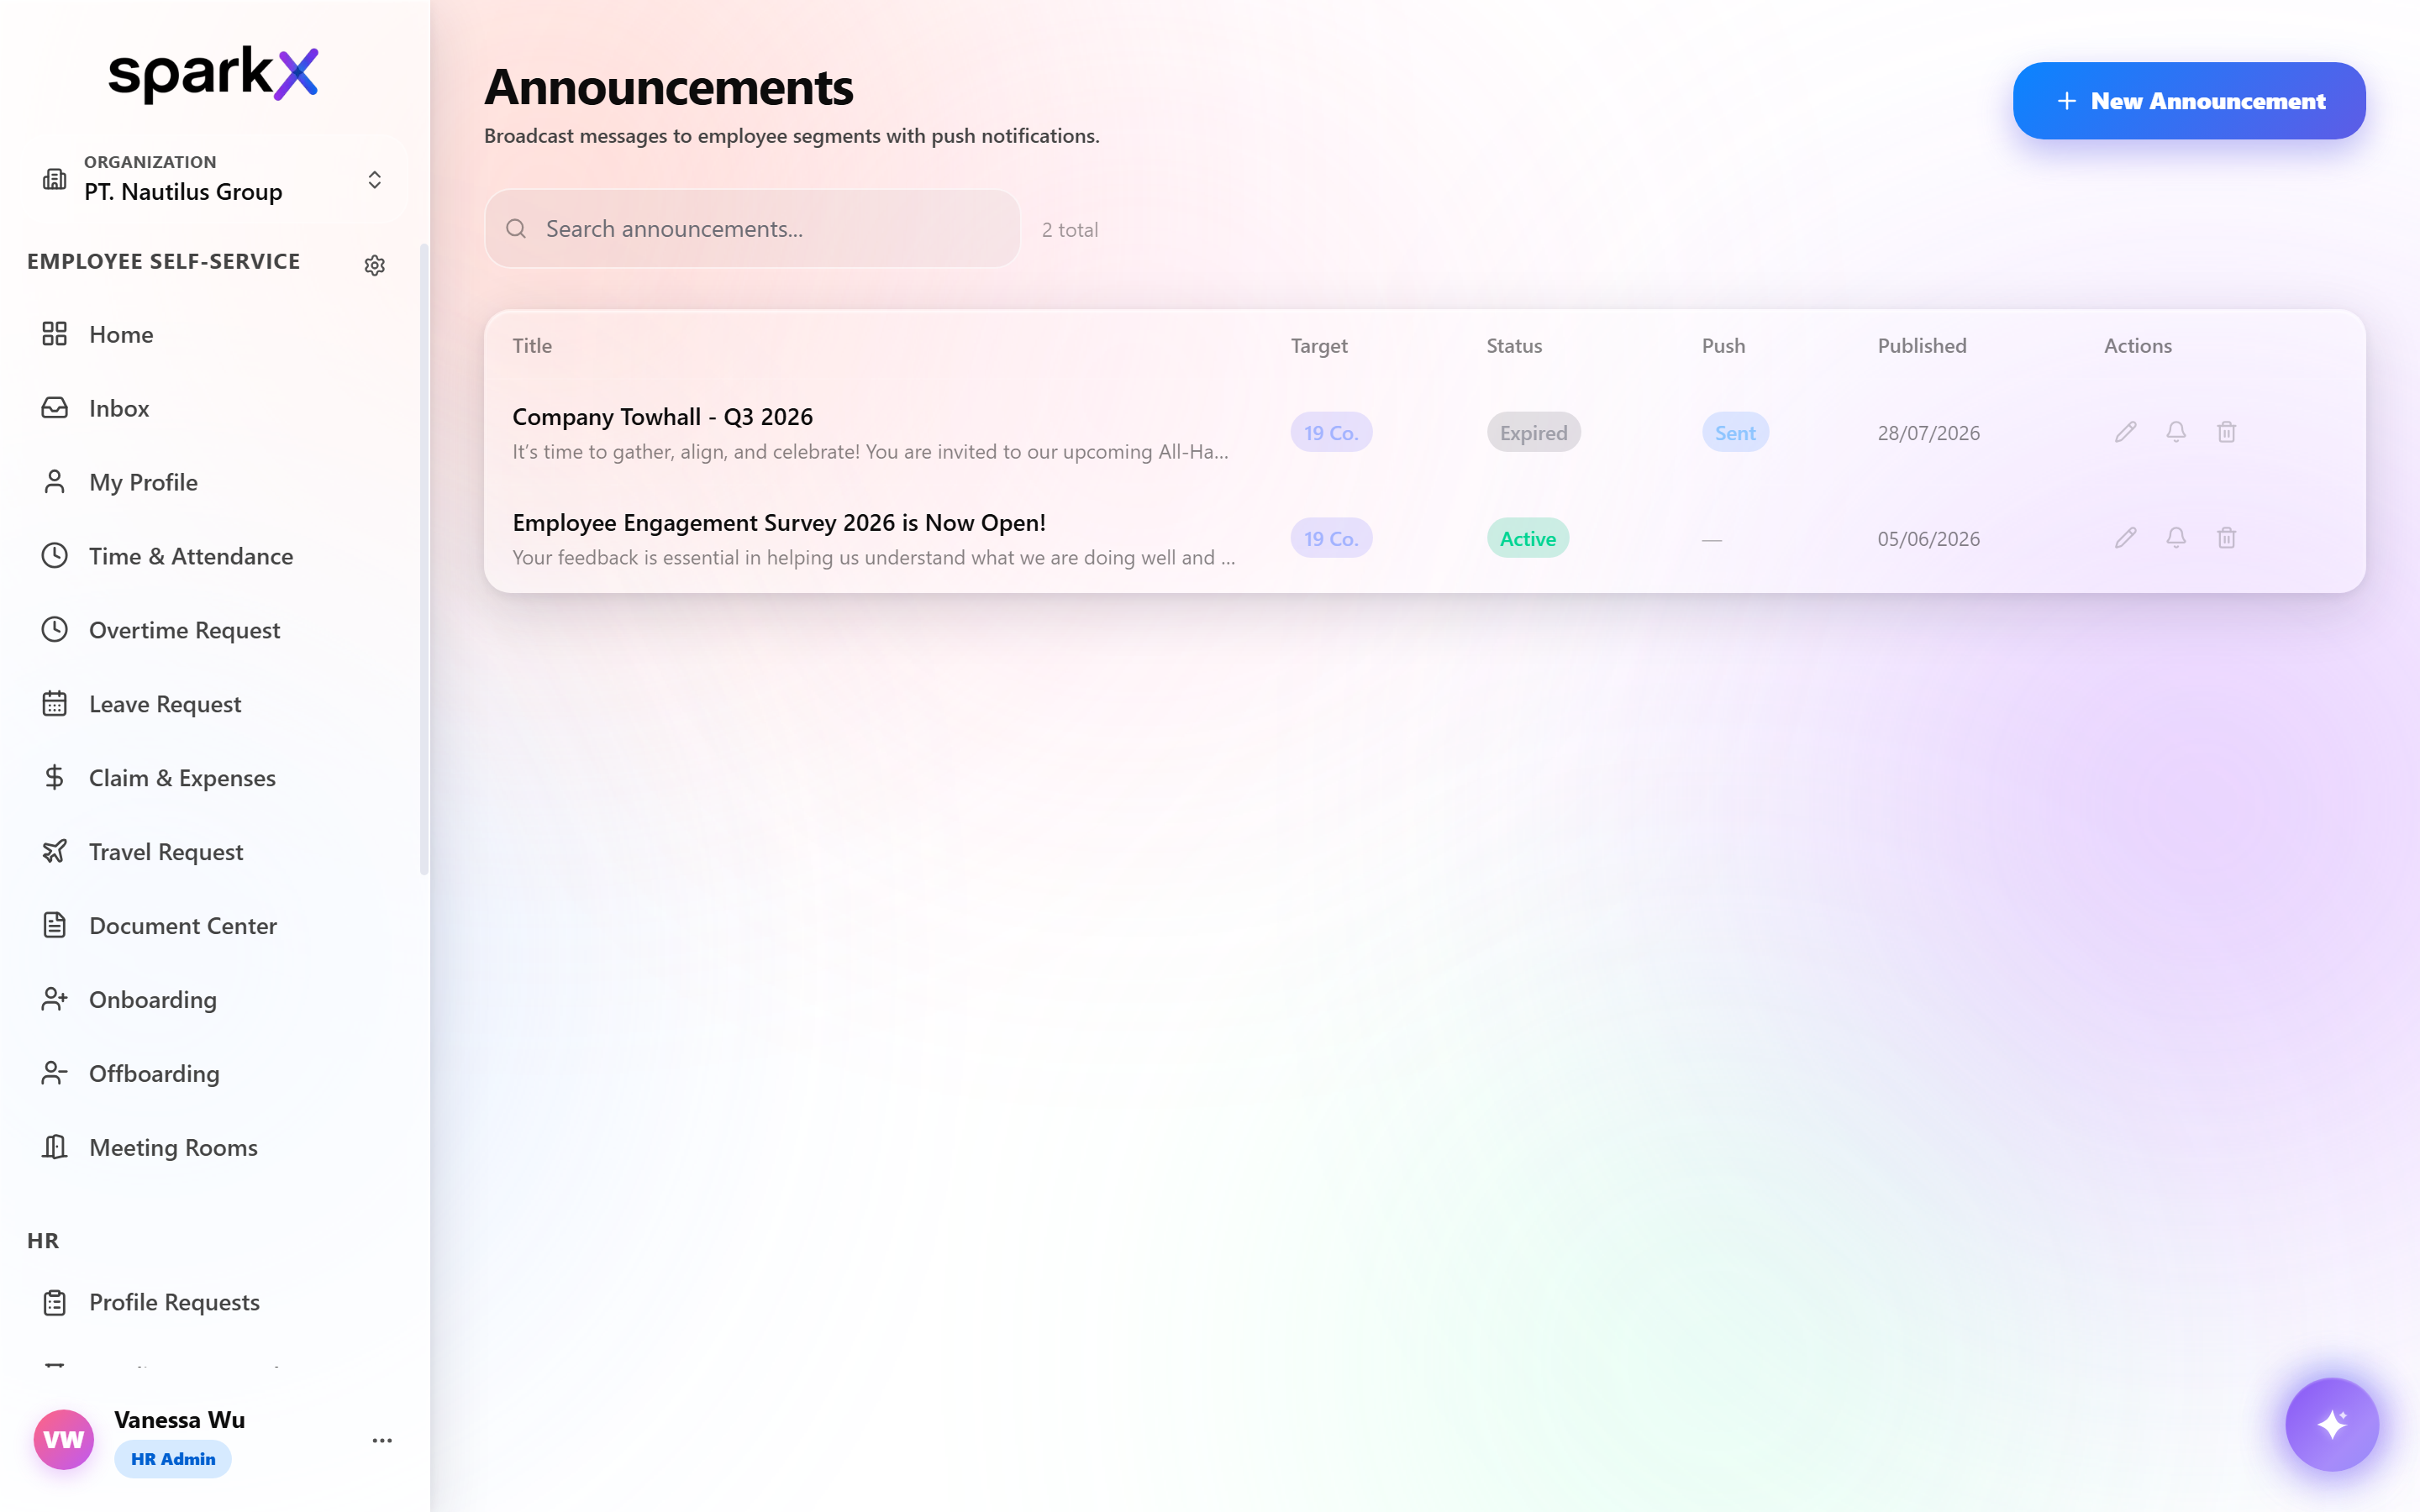 sparkX
ORGANIZATION
PT. Nautilus Group
EMPLOYEE SELF-SERVICE
Home
Inbox
My Profile
Time & Attendance
Overtime Request
Leave Request
Claim & Expenses
Travel Request
Document Center
Onboarding
Offboarding
Meeting Rooms
HR
Profile Requests
Vanessa Wu
VW
HR Admin
Announcements
Broadcast messages to employee segments with push notifications.
+ New Announcement
Search announcements...
2 total
Title Target Status Push Published Actions
Company Towhall - Q3 2026
It’s time to gather, align, and celebrate! You are invited to our upcoming All-Ha...
19 Co. Expired Sent 28/07/2026
Employee Engagement Survey 2026 is Now Open!
Your feedback is essential in helping us understand what we are doing well and ...
19 Co. Active — 05/06/2026